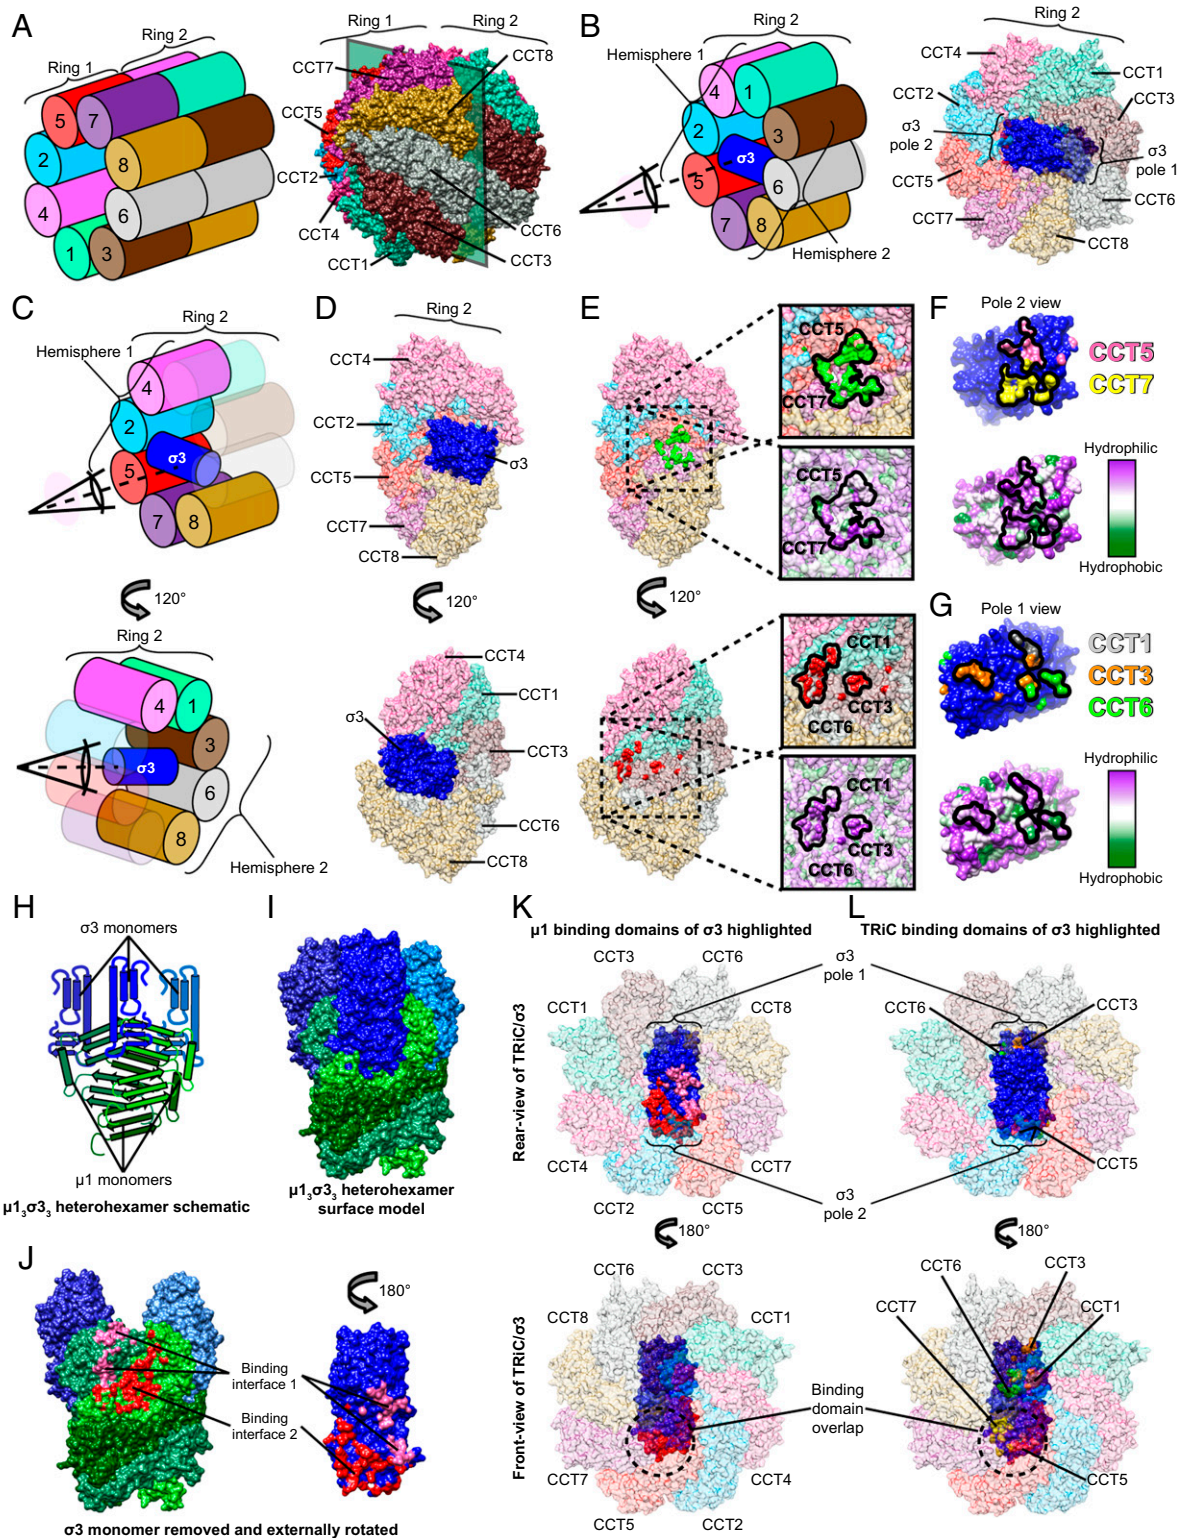 A
Ring 1
Ring 2
5
7
2
8
4
6
1
3
Ring 1
Ring 2
CCT7
CCT8
CCT5
CCT2
CCT4
CCT6
CCT1
CCT3
B
Ring 2
Hemisphere 1
4
1
2
3
σ3
5
6
7
8
Hemisphere 2
Ring 2
CCT4
CCT1
CCT2
CCT3
σ3
pole 2
σ3
pole 1
CCT5
CCT6
CCT7
CCT8
C
Ring 2
Hemisphere 1
4
2
σ3
5
7
8
120°
Ring 2
4
1
3
σ3
6
8
Hemisphere 2
D
Ring 2
CCT4
CCT2
σ3
CCT5
CCT7
CCT8
120°
CCT4
CCT1
σ3
CCT3
CCT6
CCT8
E
CCT5
CCT7
CCT5
CCT7
120°
CCT1
CCT3
CCT6
CCT1
CCT3
CCT6
F
Pole 2 view
CCT5
CCT7
Hydrophilic
Hydrophobic
G
Pole 1 view
CCT1
CCT3
CCT6
Hydrophilic
Hydrophobic
H
σ3 monomers
μ1 monomers
μ1₃σ3₃ heterohexamer schematic
I
μ1₃σ3₃ heterohexamer
surface model
J
180°
Binding
interface 1
Binding
interface 2
σ3 monomer removed and externally rotated
K
μ1 binding domains of σ3 highlighted
Rear-view of TRiC/σ3
CCT3
CCT6
CCT1
CCT8
CCT4
CCT7
CCT2
CCT5
σ3
pole 1
σ3
pole 2
180°
Front-view of TRiC/σ3
CCT6
CCT3
CCT8
CCT1
CCT7
CCT4
CCT5
CCT2
Binding
domain
overlap
L
TRiC binding domains of σ3 highlighted
CCT6
CCT3
CCT5
180°
CCT6
CCT3
CCT7
CCT1
CCT5